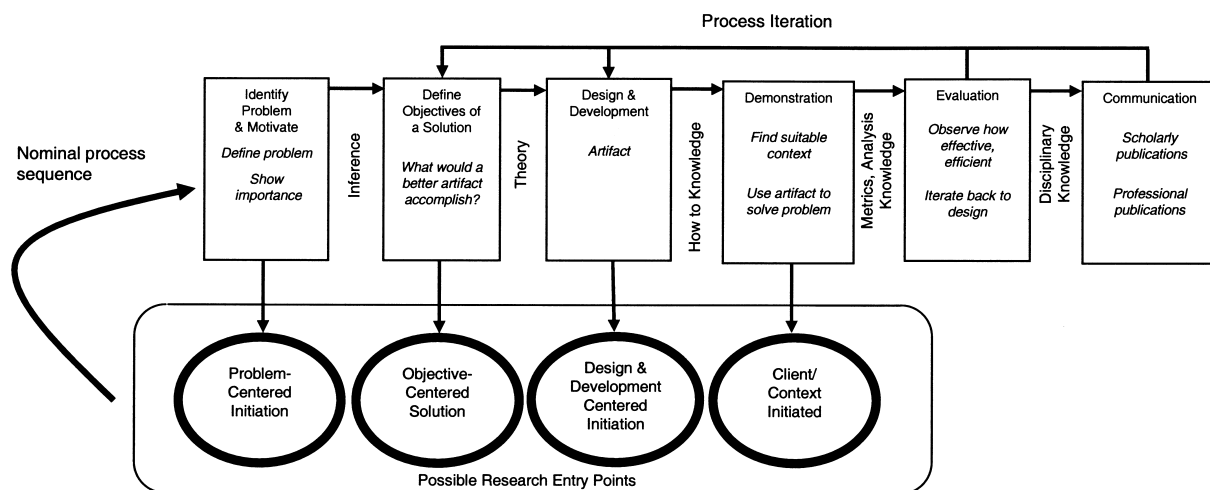 Process Iteration
Nominal process
sequence
Identify
Problem
& Motivate
Define problem
Show
importance
Inference
Define
Objectives of
a Solution
What would a
better artifact
accomplish?
Theory
Design &
Development
Artifact
How to Knowledge
Demonstration
Find suitable
context
Use artifact to
solve problem
Metrics, Analysis
Knowledge
Evaluation
Observe how
effective,
efficient
Iterate back to
design
Disciplinary
Knowledge
Communication
Scholarly
publications
Professional
publications
Problem-
Centered
Initiation
Objective-
Centered
Solution
Design &
Development
Centered
Initiation
Client/
Context
Initiated
Possible Research Entry Points